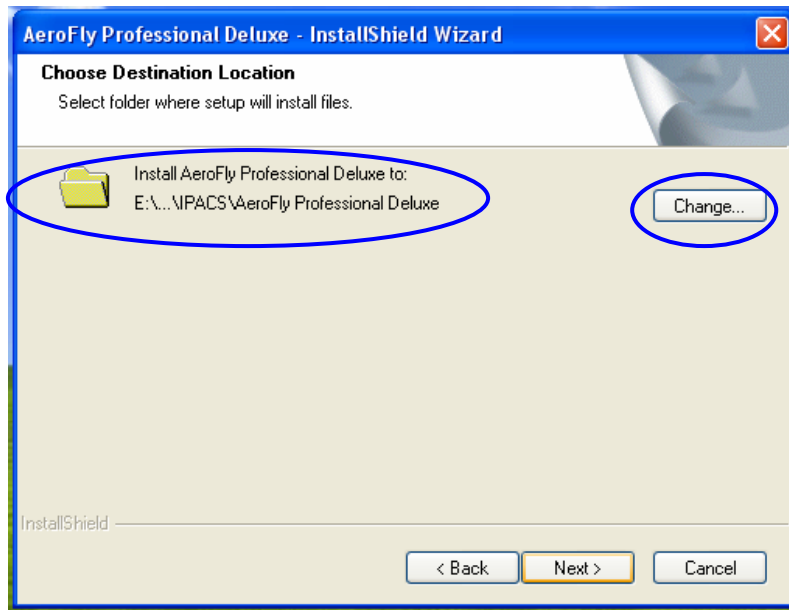 AeroFly Professional Deluxe - InstallShield Wizard
Choose Destination Location
Select folder where setup will install files.
Install AeroFly Professional Deluxe to:
E:\...\IPACS\AeroFly Professional Deluxe
Change...
InstallShield
< Back
Next >
Cancel